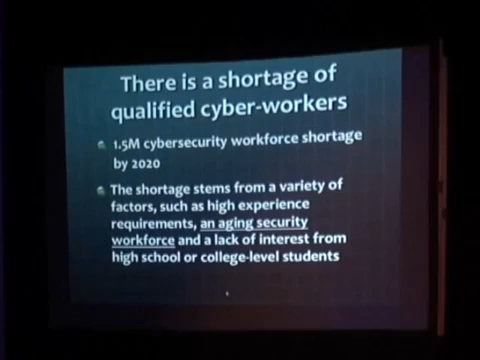 There is a shortage of
qualified cyber-workers
1.5M cybersecurity workforce shortage
by 2020
The shortage stems from a variety of
factors, such as high experience
requirements, an aging security
workforce and a lack of interest from
high school or college-level students